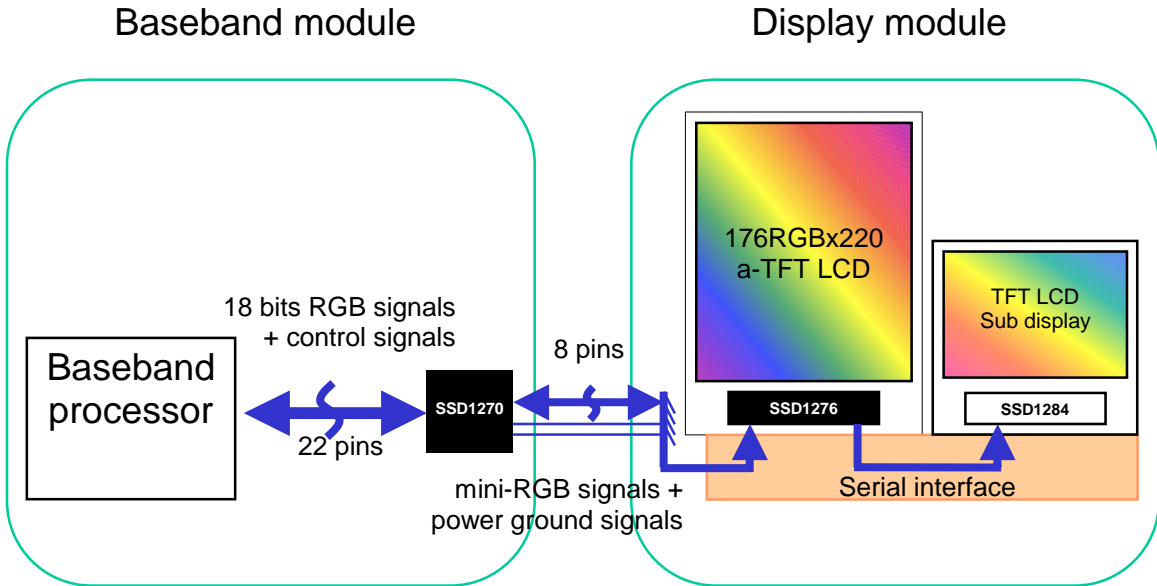 Baseband module
Display module
176RGBx220
a-TFT LCD
TFT LCD
Sub display
18 bits RGB signals
+ control signals
8 pins
Baseband
processor
SSD1270
SSD1276
SSD1284
22 pins
mini-RGB signals +
power ground signals
Serial interface